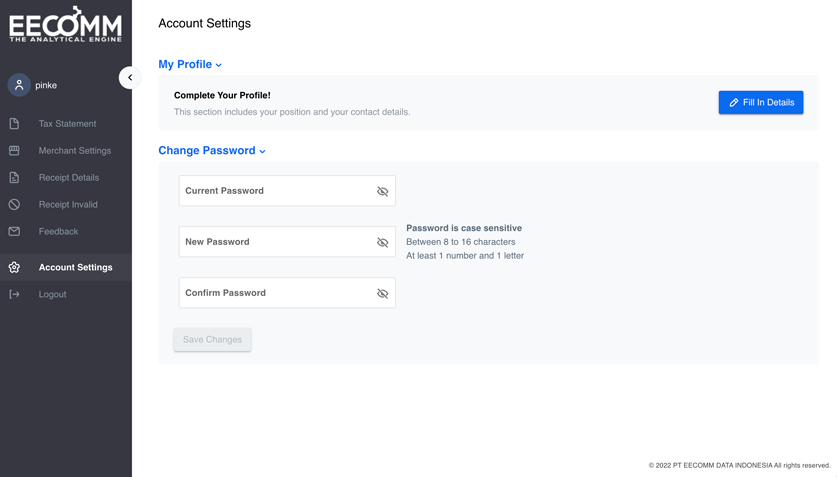 EECOMM
THE ANALYTICAL ENGINE
pinke
Tax Statement
Merchant Settings
Receipt Details
Receipt Invalid
Feedback
Account Settings
Logout
Account Settings
My Profile
Complete Your Profile!
This section includes your position and your contact details.
Fill In Details
Change Password
Current Password
New Password
Password is case sensitive
Between 8 to 16 characters
At least 1 number and 1 letter
Confirm Password
Save Changes
© 2022 PT EECOMM DATA INDONESIA All rights reserved.